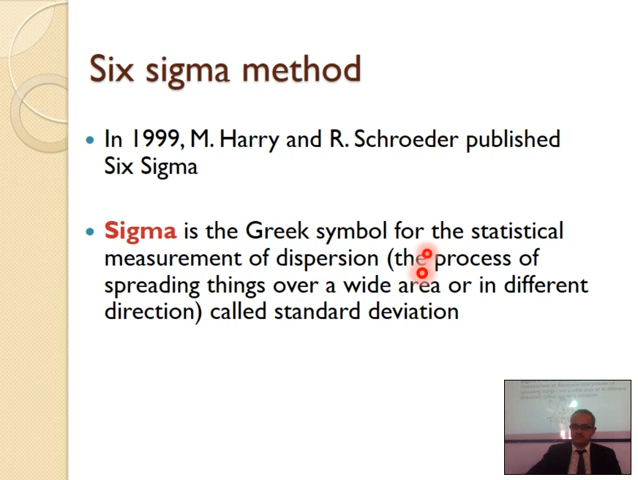 Six sigma method
In 1999, M. Harry and R. Schroeder published
Six Sigma
Sigma is the Greek symbol for the statistical
measurement of dispersion (the process of
spreading things over a wide area or in different
direction) called standard deviation